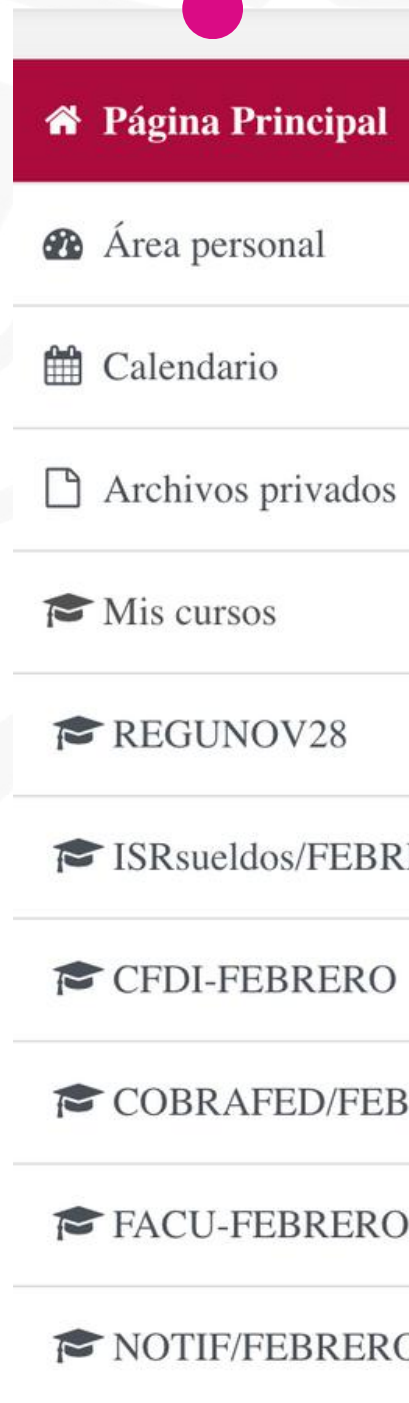 Página Principal
Área personal
Calendario
Archivos privados
Mis cursos
REGUNOV28
ISRsueldos/FEBR
CFDI-FEBRERO
COBRAFED/FEB
FACU-FEBRERO
NOTIF/FEBRERO